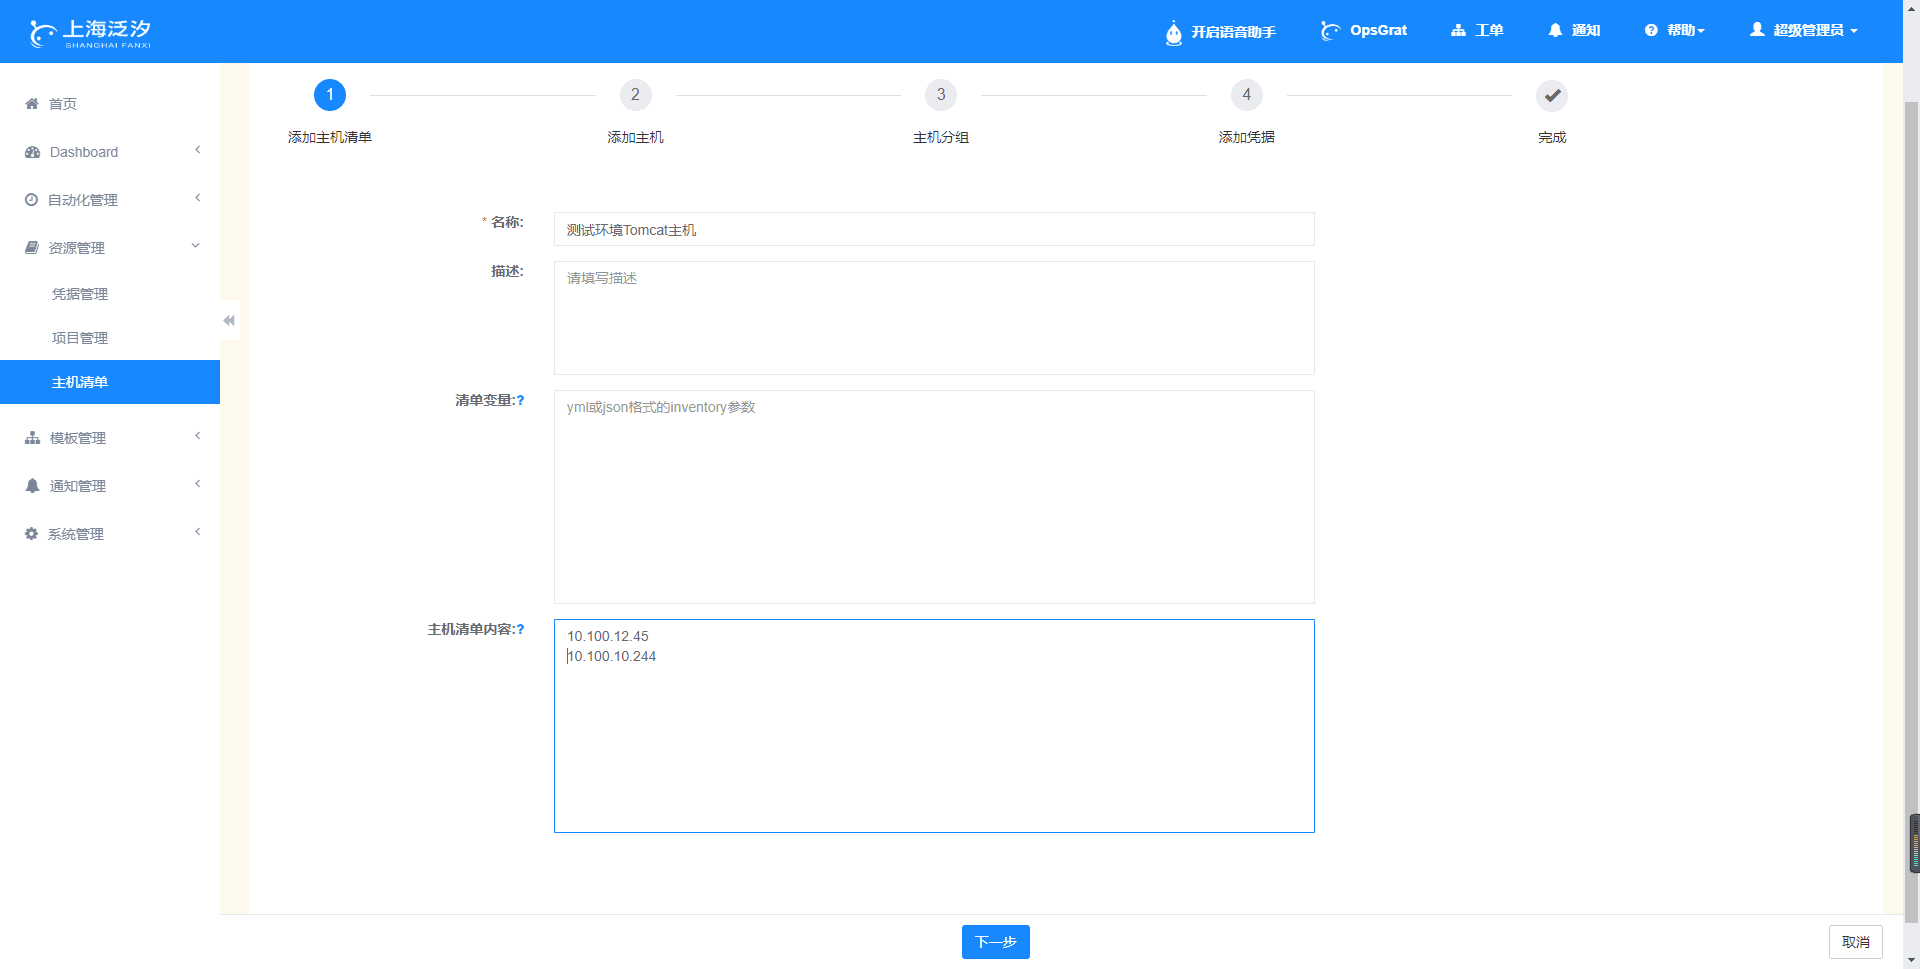 上海泛汐
SHANGHAI FANXI
开启语音助手
OpsGrat
工单
通知
帮助
超级管理员
首页
Dashboard
自动化管理
资源管理
凭据管理
项目管理
主机清单
模板管理
通知管理
系统管理
1
2
3
4
添加主机清单
添加主机
主机分组
添加凭据
完成
* 名称:
测试环境Tomcat主机
描述:
请填写描述
清单变量:?
yml或json格式的inventory参数
主机清单内容:?
10.100.12.45
10.100.10.244
下一步
取消